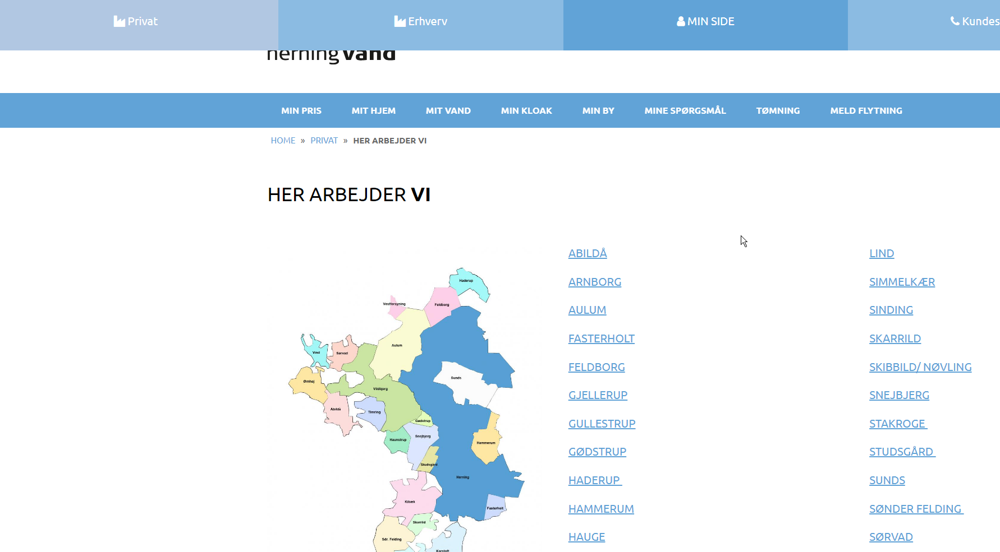 Privat
Erhverv
MIN SIDE
Kundes
herningvand
MIN PRIS
MIT HJEM
MIT VAND
MIN KLOAK
MIN BY
MINE SPØRGSMÅL
TØMNING
MELD FLYTNING
HOME » PRIVAT » HER ARBEJDER VI
HER ARBEJDER VI
Haderup
Vestforsyning
Feldborg
Aulum
Vind
Sørvad
Sunds
Ørnhøj
Vildbjerg
Abildå
Timring
Gødstrup
Snejbjerg
Haunstrup
Hammerum
Studsgård
Herning
Kibæk
Fasterholt
Skarrild
Sdr. Felding
Karstoft
ABILDÅ
ARNBORG
AULUM
FASTERHOLT
FELDBORG
GJELLERUP
GULLESTRUP
GØDSTRUP
HADERUP
HAMMERUM
HAUGE
LIND
SIMMELKÆR
SINDING
SKARRILD
SKIBBILD/ NØVLING
SNEJBJERG
STAKROGE
STUDSGÅRD
SUNDS
SØNDER FELDING
SØRVAD